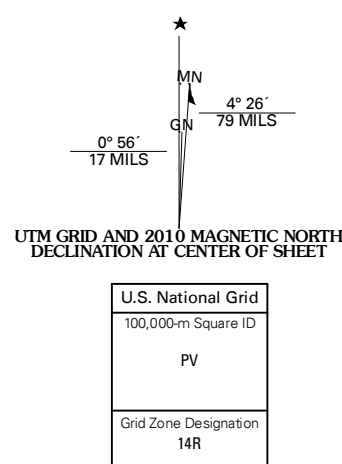 MN
4° 26´
79 MILS
GN
0° 56´
17 MILS
UTM GRID AND 2010 MAGNETIC NORTH
DECLINATION AT CENTER OF SHEET
U.S. National Grid
100,000-m Square ID
PV
Grid Zone Designation
14R